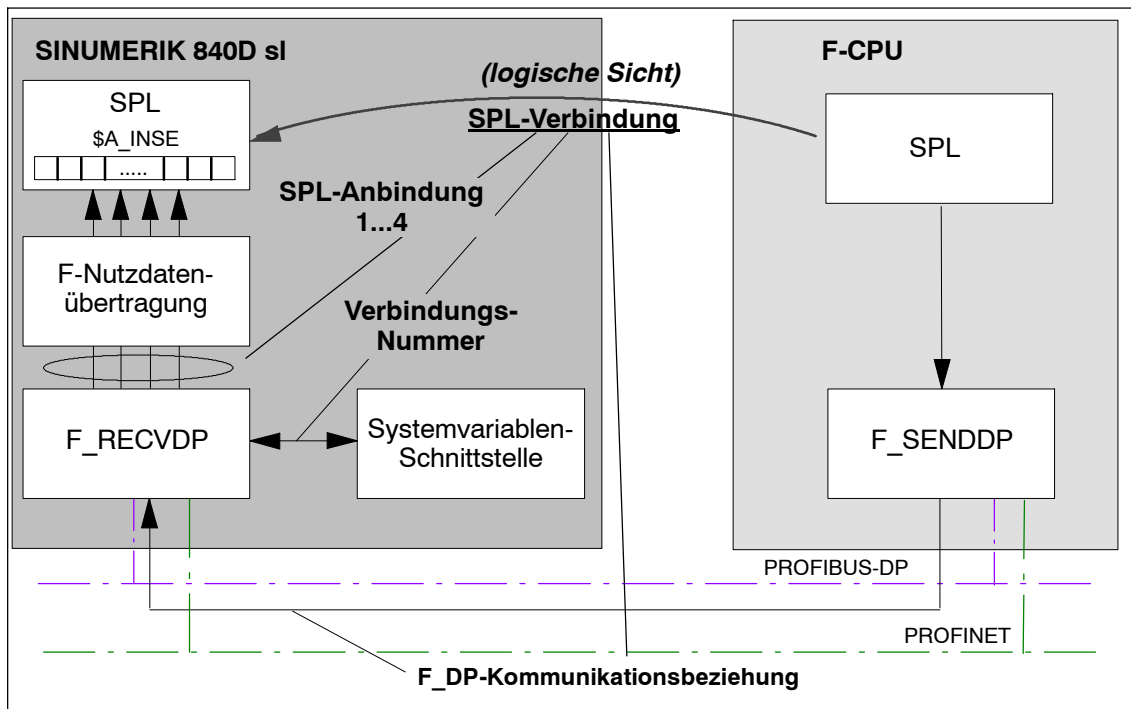 SINUMERIK 840D sl
F-CPU
(logische Sicht)
SPL-Verbindung
SPL
$A_INSE
.....
SPL
SPL-Anbindung
1...4
F-Nutzdaten-
übertragung
Verbindungs-
Nummer
F_RECVDP
Systemvariablen-
Schnittstelle
F_SENDDP
PROFIBUS-DP
PROFINET
F_DP-Kommunikationsbeziehung